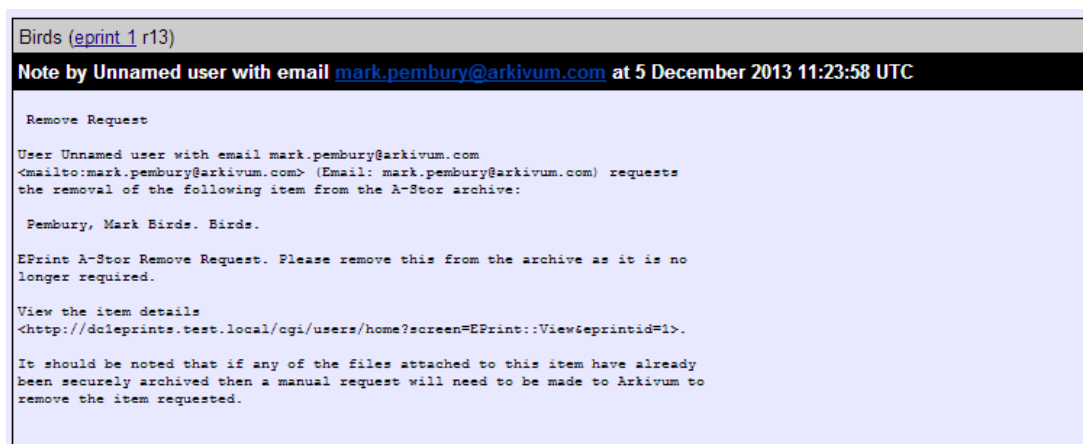 Birds (eprint 1 r13)
Note by Unnamed user with email mark.pembury@arkivum.com at 5 December 2013 11:23:58 UTC
Remove Request
User Unnamed user with email mark.pembury@arkivum.com
<mailto:mark.pembury@arkivum.com> (Email: mark.pembury@arkivum.com) requests
the removal of the following item from the A-Stor archive:
Pembury, Mark Birds. Birds.
EPrint A-Stor Remove Request. Please remove this from the archive as it is no
longer required.
View the item details
<http://dc1eprints.test.local/cgi/users/home?screen=EPrint::View&eprintid=1>.
It should be noted that if any of the files attached to this item have already
been securely archived then a manual request will need to be made to Arkivum to
remove the item requested.